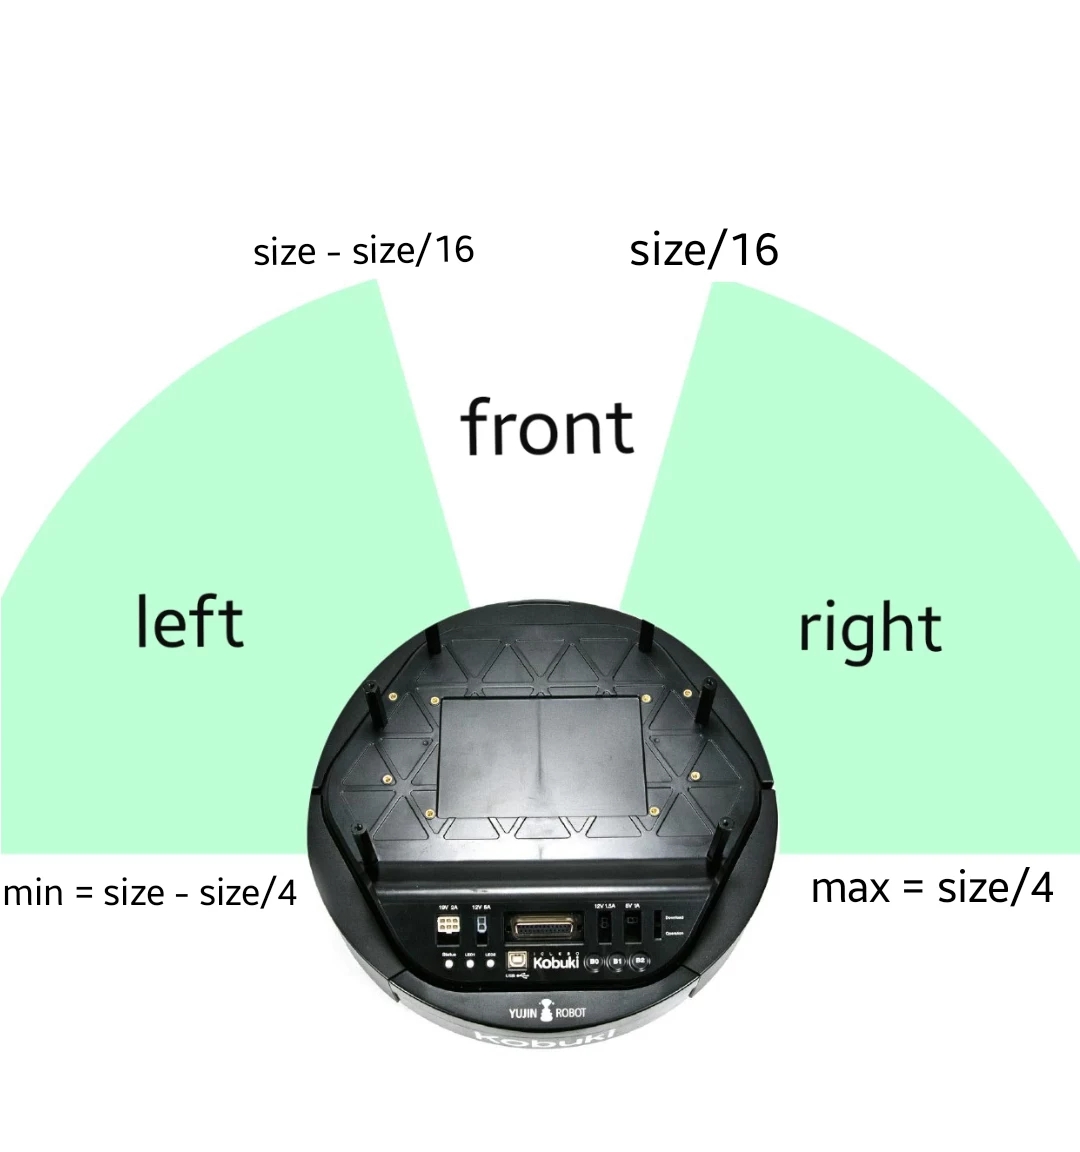 size - size/16
size/16
front
left
right
min = size - size/4
max = size/4
19V 2A
12V 5A
12V 1.5A
5V 1A
Status
LED1
LED2
USB
Kobuki
B0
B1
B2
YUJIN ROBOT
Kobuki